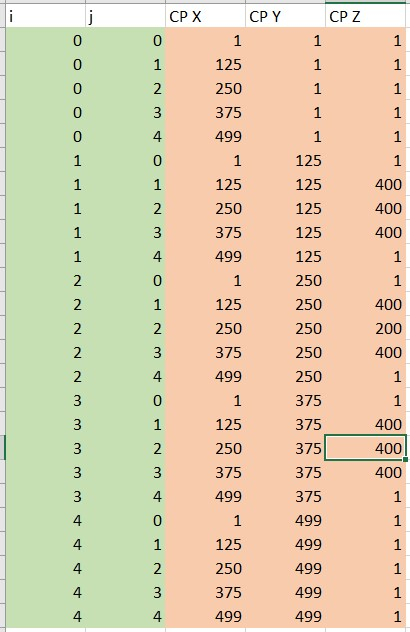 i j CP X CP Y CP Z
0 0 1 1 1
0 1 125 1 1
0 2 250 1 1
0 3 375 1 1
0 4 499 1 1
1 0 1 125 1
1 1 125 125 400
1 2 250 125 400
1 3 375 125 400
1 4 499 125 1
2 0 1 250 1
2 1 125 250 400
2 2 250 250 200
2 3 375 250 400
2 4 499 250 1
3 0 1 375 1
3 1 125 375 400
3 2 250 375 400
3 3 375 375 400
3 4 499 375 1
4 0 1 499 1
4 1 125 499 1
4 2 250 499 1
4 3 375 499 1
4 4 499 499 1